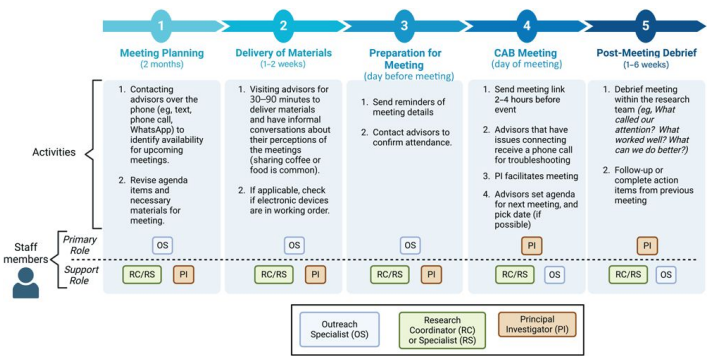 1
2
3
4
5
Meeting Planning
(2 months)
Delivery of Materials
(1–2 weeks)
Preparation for
Meeting
(day before meeting)
CAB Meeting
(day of meeting)
Post-Meeting Debrief
(1–6 weeks)
Activities
1. Contacting
advisors over the
phone (eg, text,
phone call,
WhatsApp) to
identify availability
for upcoming
meetings.
2. Revise agenda
items and
necessary
materials for
meeting.
1. Visiting advisors for
30–90 minutes to
deliver materials
and have informal
conversations about
their perceptions of
the meetings
(sharing coffee or
food is common).
2. If applicable, check
if electronic devices
are in working order.
1. Send reminders of
meeting details
2. Contact advisors to
confirm attendance.
1. Send meeting link
2–4 hours before
event
2. Advisors that have
issues connecting
receive a phone call
for troubleshooting
3. PI facilitates meeting
4. Advisors set agenda
for next meeting, and
pick date (if
possible)
1. Debrief meeting
within the research
team (eg, What
called our
attention? What
worked well? What
can we do better?)
2. Follow-up or
complete action
items from previous
meeting
Staff
members
Primary
Role
OS
OS
OS
PI
PI
Support
Role
RC/RS PI
RC/RS PI
RC/RS PI
RC/RS OS
RC/RS OS
Outreach
Specialist (OS)
Research
Coordinator (RC)
or Specialist (RS)
Principal
Investigator (PI)